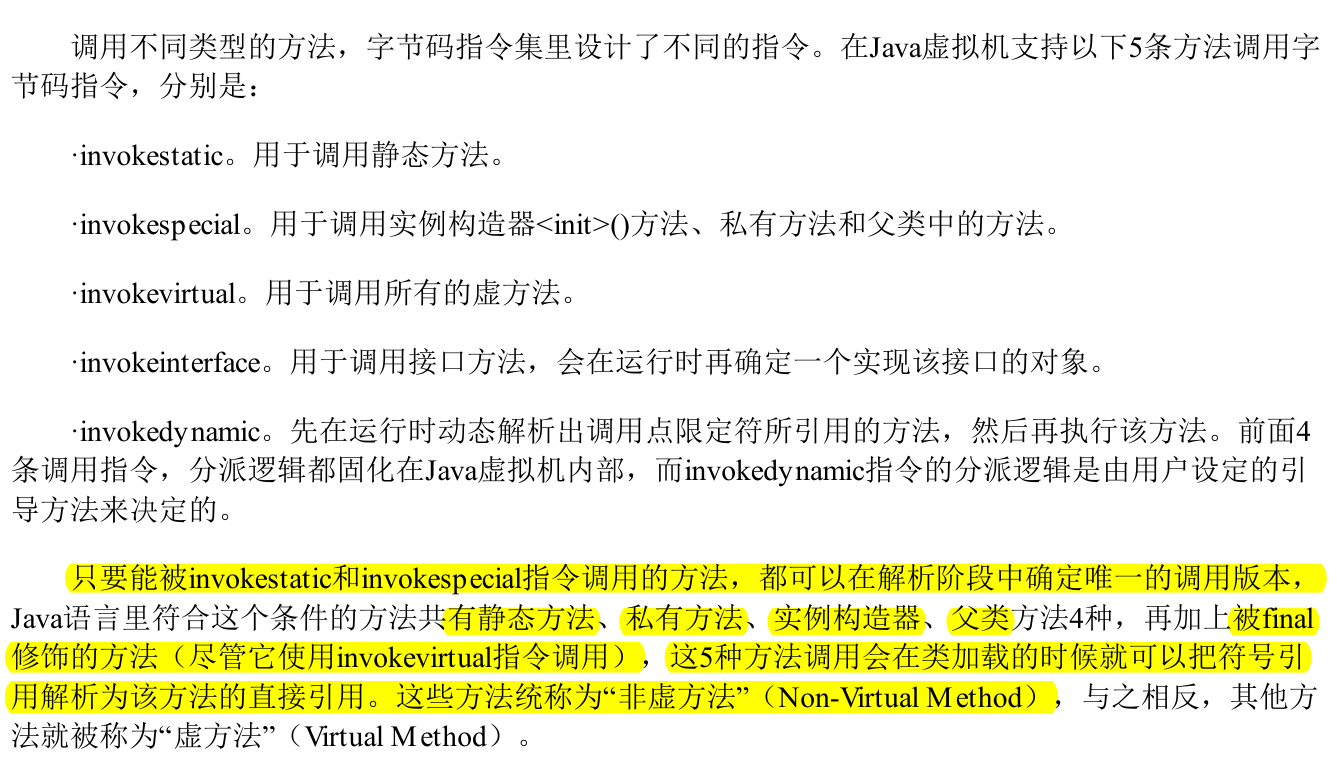 调用不同类型的方法，字节码指令集里设计了不同的指令。在Java虚拟机支持以下5条方法调用字
节码指令，分别是：
·invokestatic。用于调用静态方法。
·invokespecial。用于调用实例构造器<init>()方法、私有方法和父类中的方法。
·invokevirtual。用于调用所有的虚方法。
·invokeinterface。用于调用接口方法，会在运行时再确定一个实现该接口的对象。
·invokedynamic。先在运行时动态解析出调用点限定符所引用的方法，然后再执行该方法。前面4
条调用指令，分派逻辑都固化在Java虚拟机内部，而invokedynamic指令的分派逻辑是由用户设定的引
导方法来决定的。
只要能被invokestatic和invokespecial指令调用的方法，都可以在解析阶段中确定唯一的调用版本，
Java语言里符合这个条件的方法共有静态方法、私有方法、实例构造器、父类方法4种，再加上被final
修饰的方法（尽管它使用invokevirtual指令调用），这5种方法调用会在类加载的时候就可以把符号引
用解析为该方法的直接引用。这些方法统称为“非虚方法”（Non-Virtual Method），与之相反，其他方
法就被称为“虚方法”（Virtual Method）。